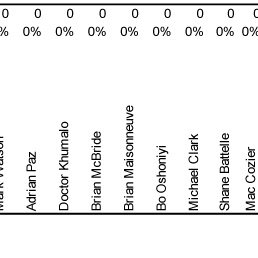 0 0 0 0 0 0 0 0 0
% 0% 0% 0% 0% 0% 0% 0% 0%
Adrian Paz
Doctor Khumalo
Brian McBride
Brian Maisonneuve
Bo Oshoniyi
Michael Clark
Shane Battelle
Mac Cozier